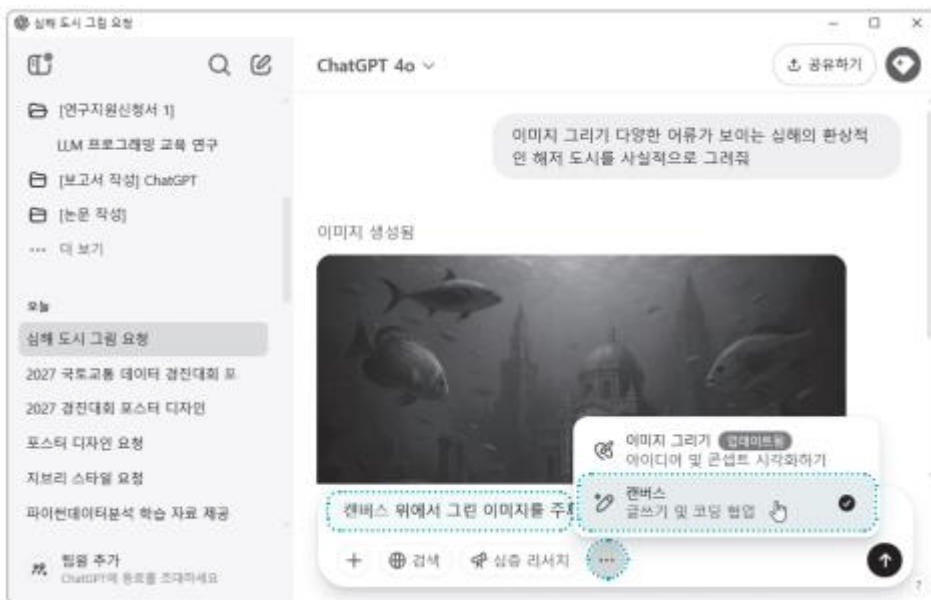 심해 도시 그림 요청
ChatGPT 4o
공유하기
[연구지원신청서 1]
LLM 프로그래밍 교육 연구
[보고서 작성] ChatGPT
[논문 작성]
더 보기
오늘
심해 도시 그림 요청
2027 국토교통 데이터 경진대회 포
2027 경진대회 포스터 디자인
포스터 디자인 요청
지브리 스타일 요청
파이썬데이터분석 학습 자료 제공
팀원 추가
ChatGPT에 동료를 초대하세요
이미지 그리기 다양한 어류가 보이는 심해의 환상적
인 해저 도시를 사실적으로 그려줘
이미지 생성됨
이미지 그리기 업데이트됨
아이디어 및 콘셉트 시각화하기
캔버스
글쓰기 및 코딩 협업
캔버스 위에서 그린 이미지를
검색
심층 리서치
?